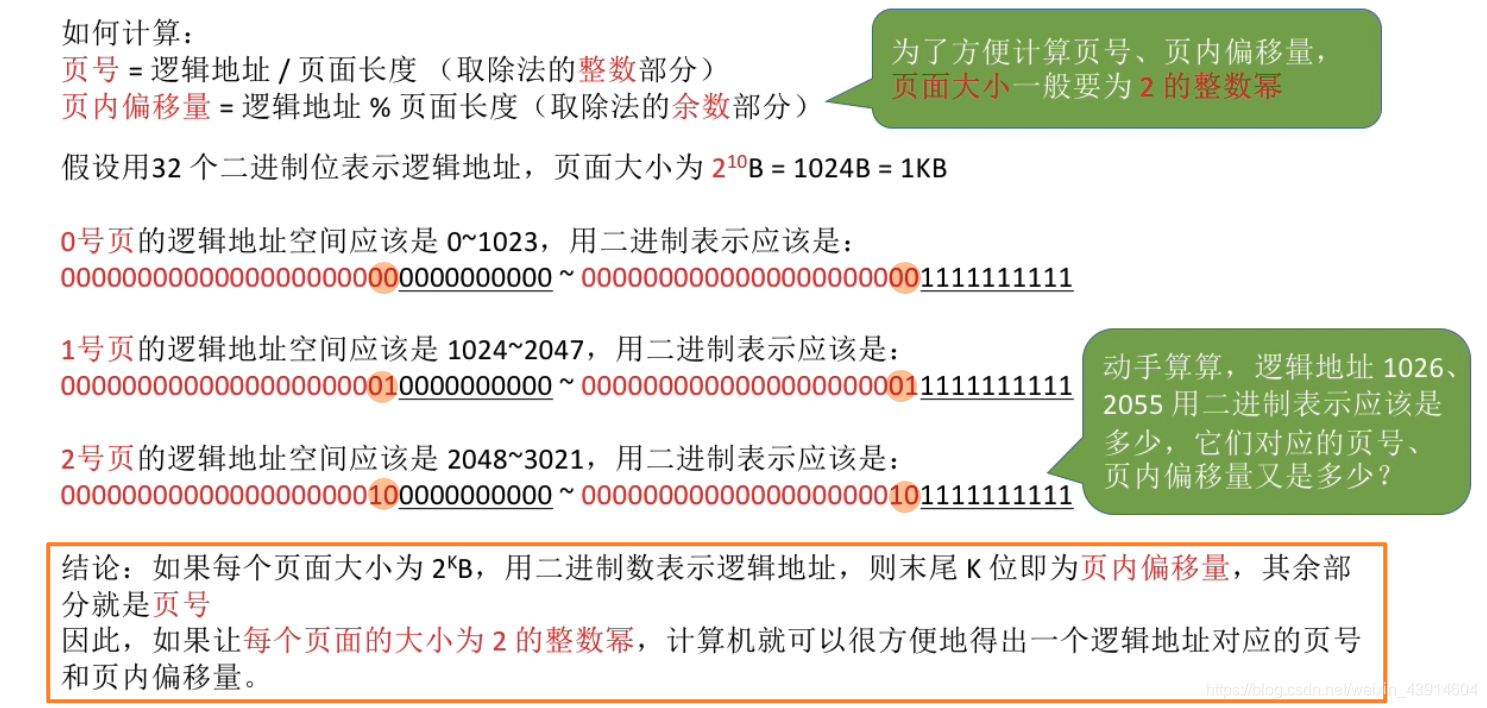 如何计算：
页号 = 逻辑地址 / 页面长度 （取除法的整数部分）
页内偏移量 = 逻辑地址 % 页面长度（取除法的余数部分）
为了方便计算页号、页内偏移量，
页面大小一般要为 2 的整数幂
假设用32 个二进制位表示逻辑地址，页面大小为 2¹⁰B = 1024B = 1KB
0号页的逻辑地址空间应该是 0~1023，用二进制表示应该是：
00000000000000000000000000000000 ~ 00000000000000000000001111111111
1号页的逻辑地址空间应该是 1024~2047，用二进制表示应该是：
00000000000000000000010000000000 ~ 00000000000000000000011111111111
2号页的逻辑地址空间应该是 2048~3021，用二进制表示应该是：
00000000000000000000100000000000 ~ 00000000000000000000101111111111
动手算算，逻辑地址 1026、
2055 用二进制表示应该是
多少，它们对应的页号、
页内偏移量又是多少？
结论：如果每个页面大小为 2ᴷB，用二进制数表示逻辑地址，则末尾 K 位即为页内偏移量，其余部
分就是页号
因此，如果让每个页面的大小为 2 的整数幂，计算机就可以很方便地得出一个逻辑地址对应的页号
和页内偏移量。
https://blog.csdn.net/weixin_43914604